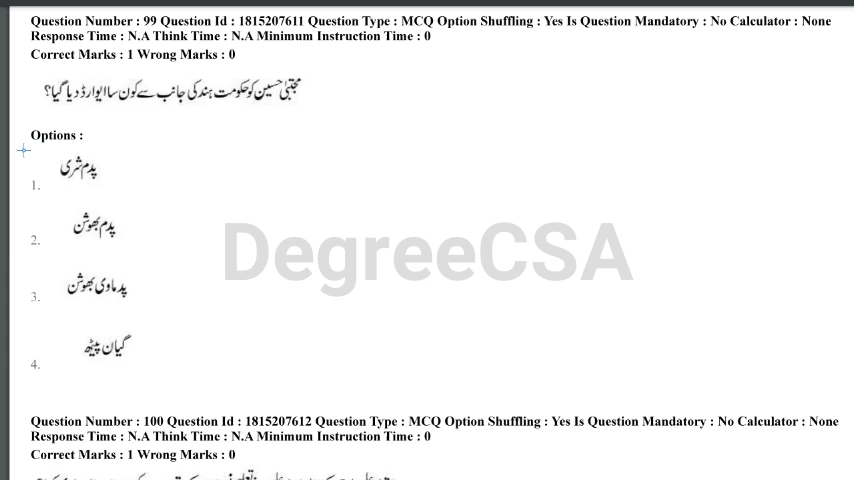 Question Number : 99 Question Id : 1815207611 Question Type : MCQ Option Shuffling : Yes Is Question Mandatory : No Calculator : None
Response Time : N.A Think Time : N.A Minimum Instruction Time : 0
Correct Marks : 1 Wrong Marks : 0
مجتبیٰ حسین کو حکومت ہند کی جانب سے کون سا ایوارڈ دیا گیا؟
Options :
پدم شری
1.
پدم بھوشن
2.
DegreeCSA
پدماوی بھوشن
3.
گیان پیٹھ
4.
Question Number : 100 Question Id : 1815207612 Question Type : MCQ Option Shuffling : Yes Is Question Mandatory : No Calculator : None
Response Time : N.A Think Time : N.A Minimum Instruction Time : 0
Correct Marks : 1 Wrong Marks : 0